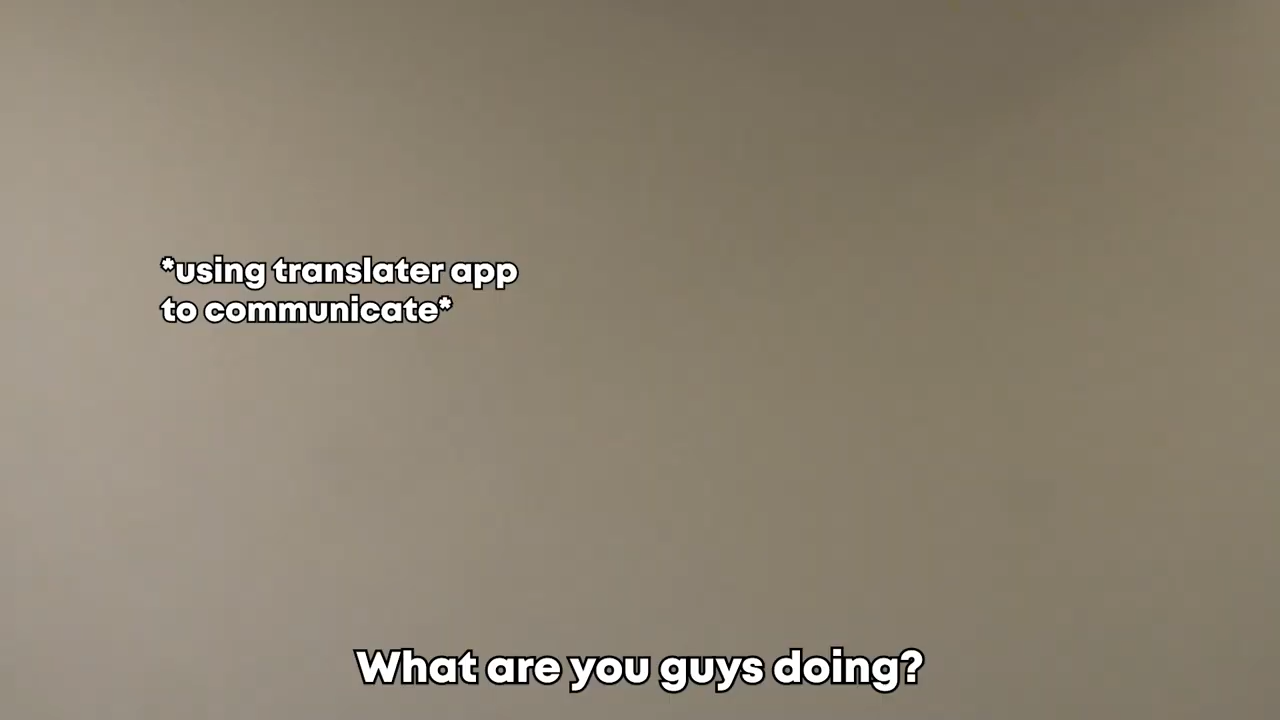 *using translater app
to communicate*
What are you guys doing?